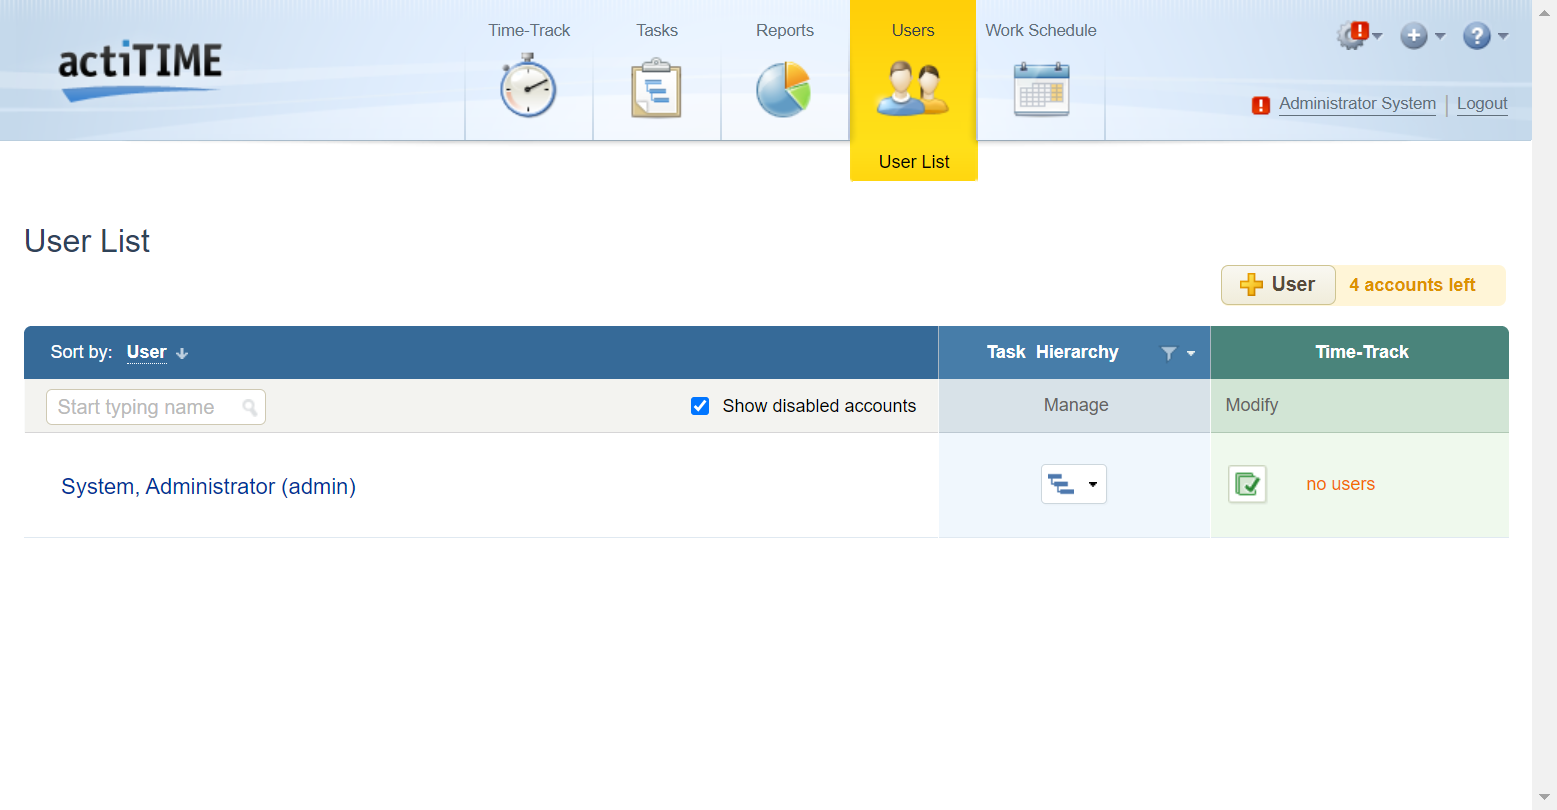 actiTIME
Time-Track
Tasks
Reports
Users
Work Schedule
Administrator System
Logout
User List
User List
User
4 accounts left
Sort by: User
Task Hierarchy
Time-Track
Start typing name
Show disabled accounts
Manage
Modify
System, Administrator (admin)
no users